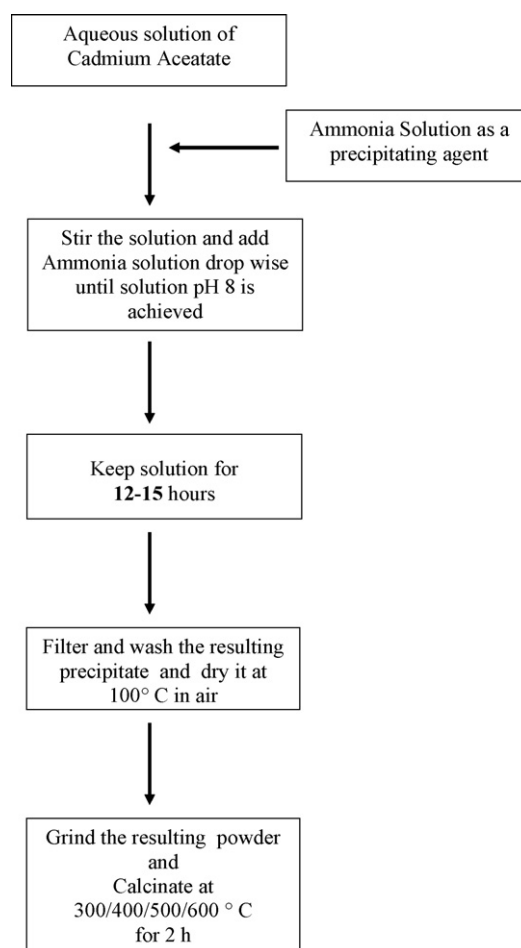 Aqueous solution of
Cadmium Aceatate
Ammonia Solution as a
precipitating agent
Stir the solution and add
Ammonia solution drop wise
until solution pH 8 is
achieved
Keep solution for
12-15 hours
Filter and wash the resulting
precipitate and dry it at
100° C in air
Grind the resulting powder
and
Calcinate at
300/400/500/600 ° C
for 2 h